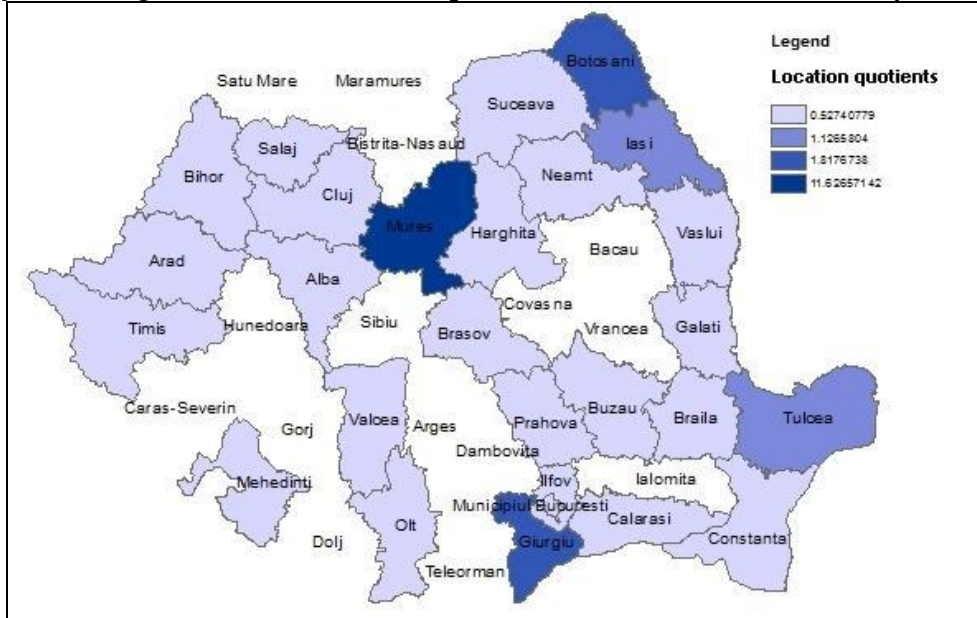 Legend
Location quotients
0.52740779
1.1265804
1.8176738
11.62657142
Botosani
Satu Mare
Maramures
Suceava
Iasi
Bistrita-Nasaud
Salaj
Neamt
Bihor
Cluj
Mures
Harghita
Vaslui
Bacau
Arad
Alba
Covasna
Timis
Hunedoara
Sibiu
Brasov
Vrancea
Galati
Caras-Severin
Valcea
Arges
Prahova
Buzau
Braila
Tulcea
Gorj
Dambovita
Mehedinti
Ilfov
Ialomita
Municipiul Bucuresti
Olt
Calarasi
Dolj
Giurgiu
Constanta
Teleorman